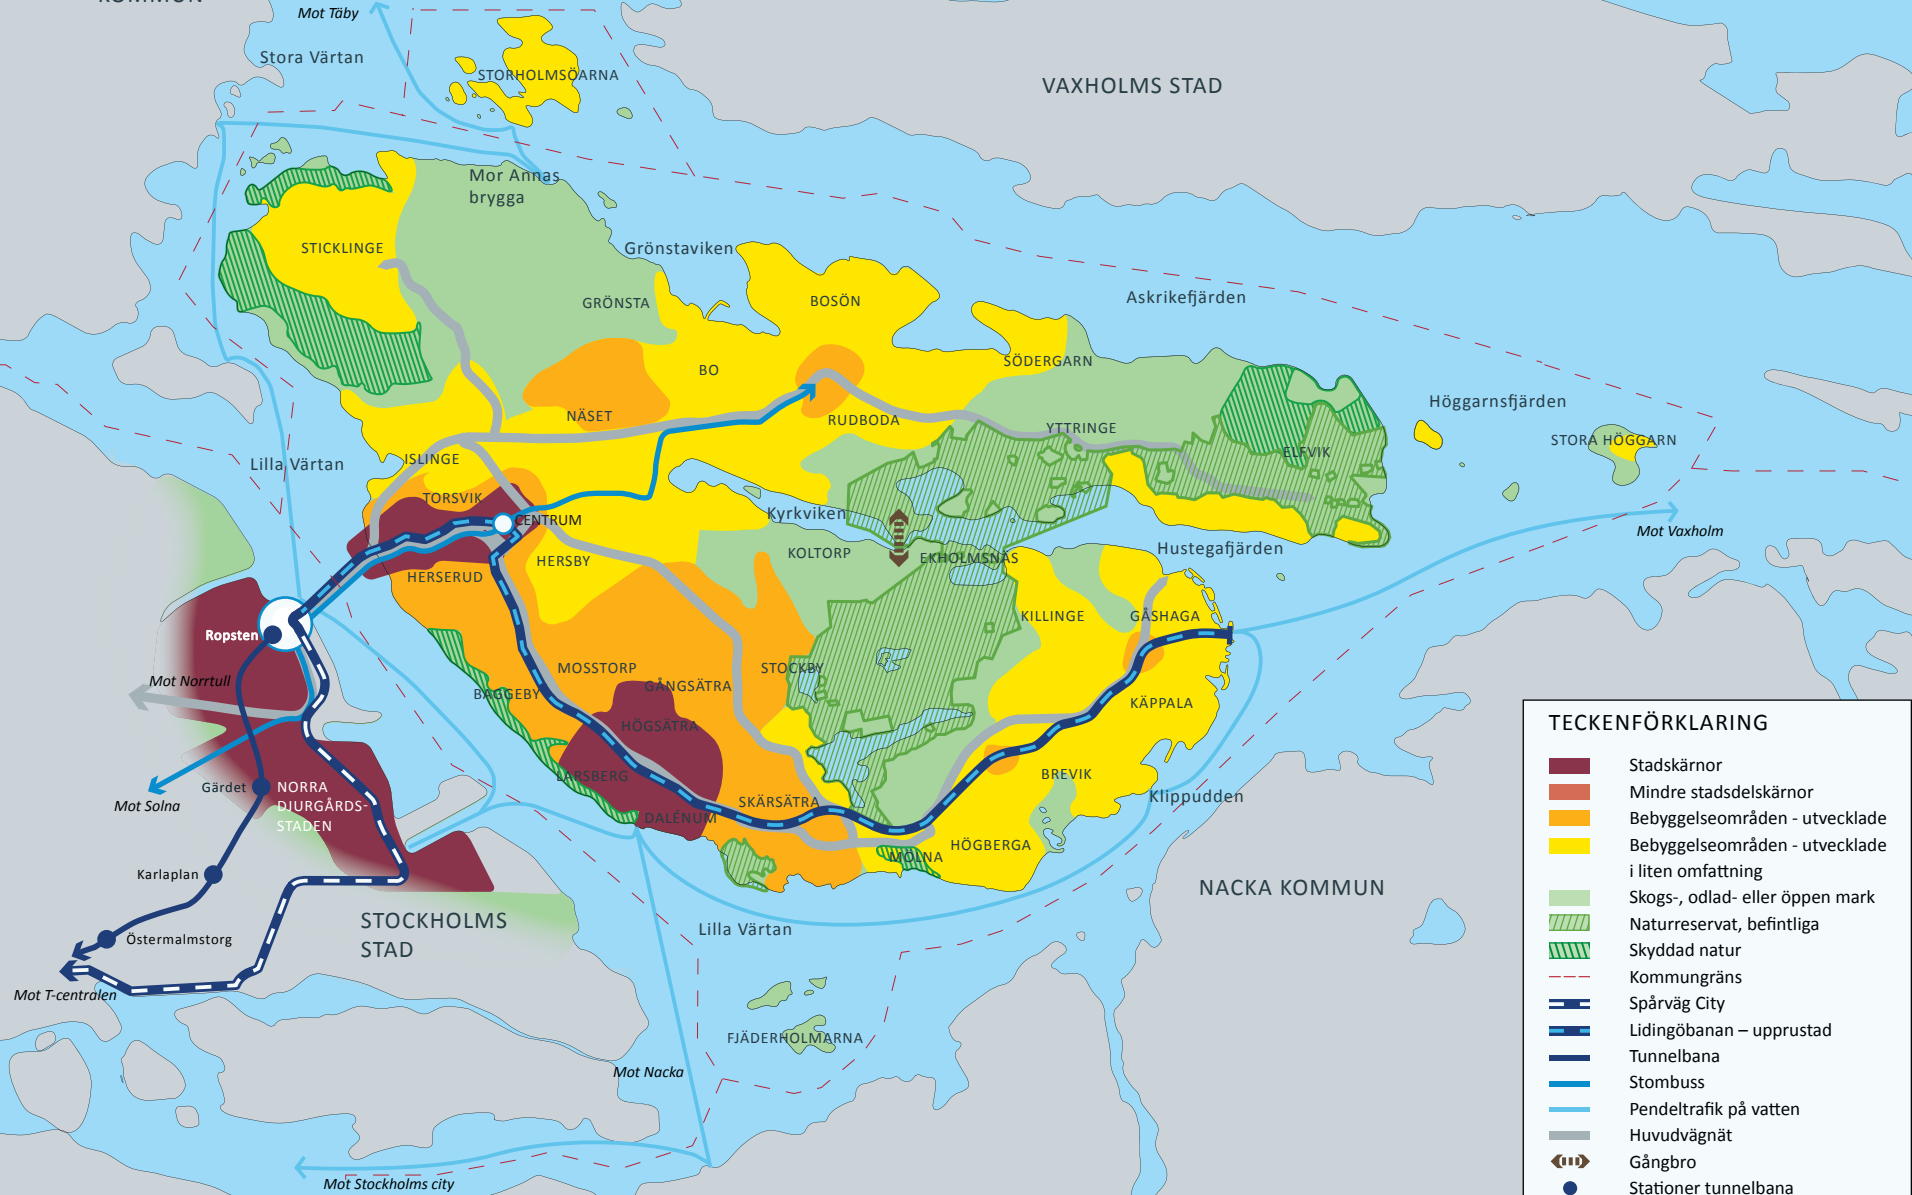 KOMMUN
Mot Täby
Stora Värtan
STORHOLMSÖARNA
VAXHOLMS STAD
Mor Annas
brygga
STICKLINGE
Grönstaviken
GRÖNSTA
BOSÖN
Askrikefjärden
BO
SÖDERGARN
NÄSET
RUDBODA
YTTRINGE
Höggarnsfjärden
STORA HÖGGARN
ELFVIK
ISLINGE
Lilla Värtan
TORSVIK
CENTRUM
Kyrkviken
Mot Vaxholm
HERSBY
KOLTORP
EKHOLMSNÄS
Hustegafjärden
HERSERUD
KILLINGE
GÅSHAGA
Ropsten
MOSSTORP
STOCKBY
Mot Norrtull
GÅNGSÄTRA
BAGGEBY
KÄPPALA
HÖGSÄTRA
LARSBERG
BREVIK
Gärdet
NORRA
DJURGÅRDS-
STADEN
Mot Solna
SKÄRSÄTRA
Klippudden
DALÉNUM
HÖGBERGA
MÖLNA
Karlaplan
NACKA KOMMUN
STOCKHOLMS
STAD
Lilla Värtan
Östermalmstorg
Mot T-centralen
FJÄDERHOLMARNA
Mot Nacka
Mot Stockholms city
TECKENFÖRKLARING
Stadskärnor
Mindre stadsdelskärnor
Bebyggelseområden - utvecklade
Bebyggelseområden - utvecklade
i liten omfattning
Skogs-, odlad- eller öppen mark
Naturreservat, befintliga
Skyddad natur
Kommungräns
Spårväg City
Lidingöbanan – upprustad
Tunnelbana
Stombuss
Pendeltrafik på vatten
Huvudvägnät
Gångbro
Stationer tunnelbana